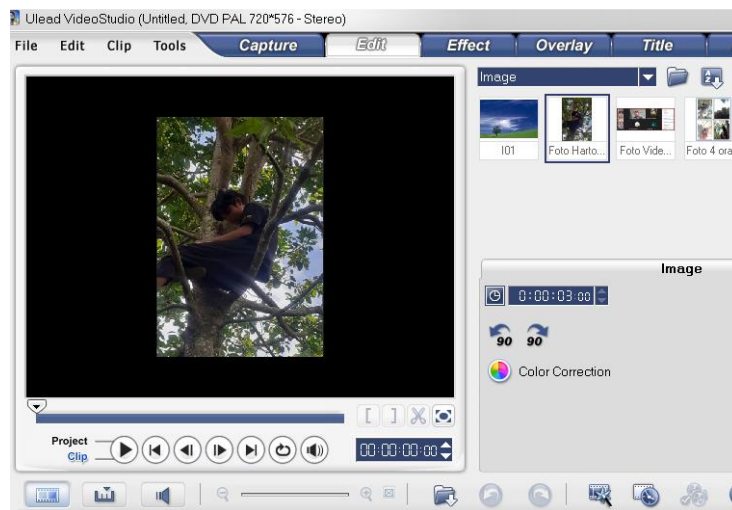 Ulead VideoStudio (Untitled, DVD PAL 720*576 - Stereo)
File Edit Clip Tools Capture Edit Effect Overlay Title
Image
I01 Foto Harto... Foto Vide... Foto 4 ora
Image
0:00:03:00
90 90
Color Correction
[ ]
Project
Clip
00:00:00:00